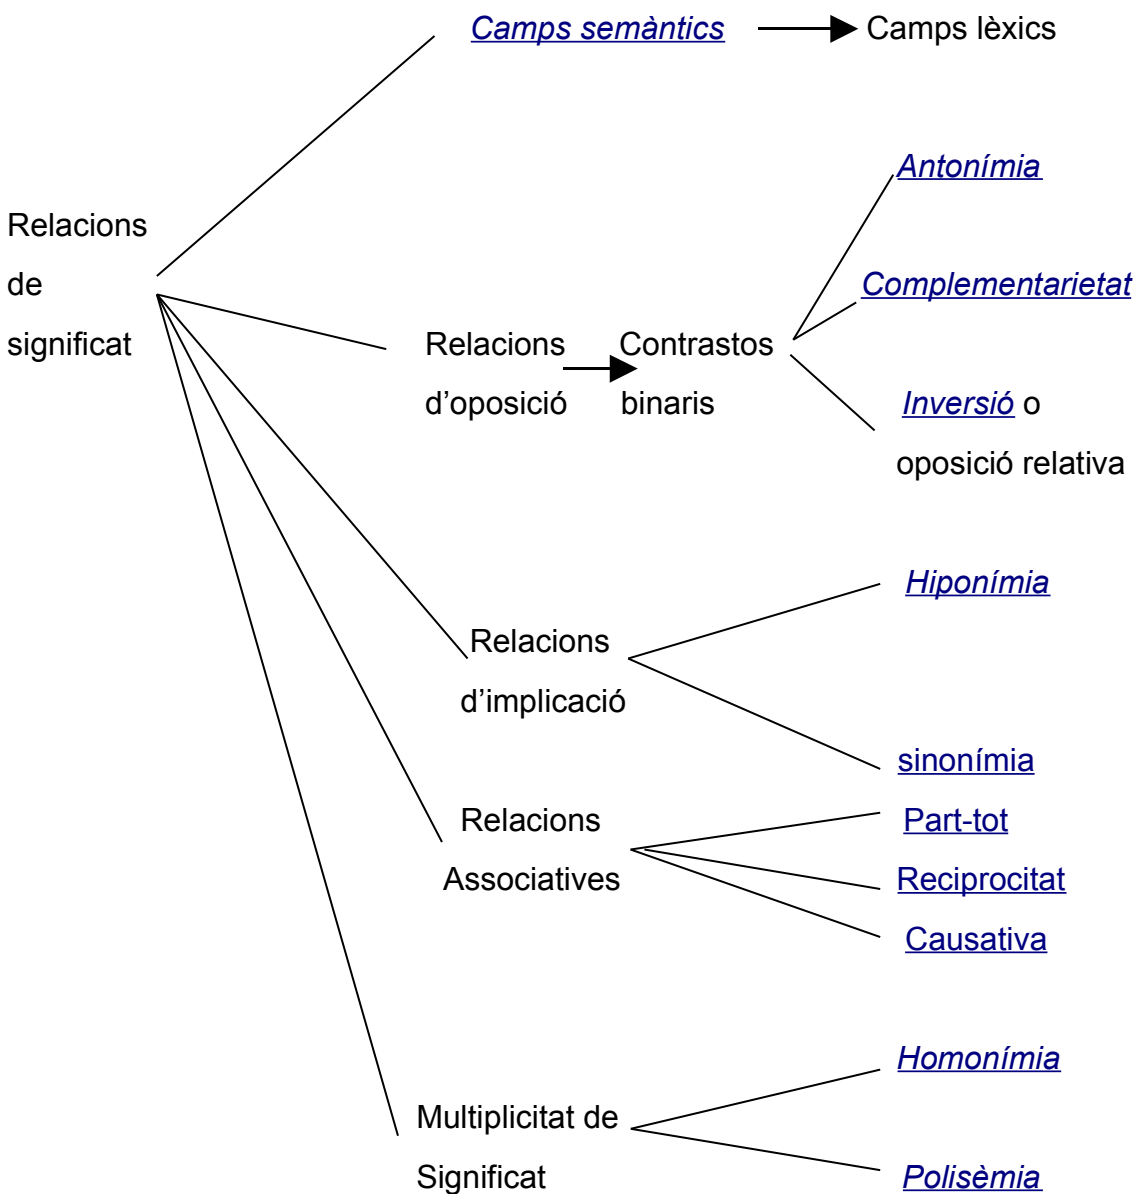 Camps semàntics Camps lèxics
Antonímia
Relacions
de
significat
Complementarietat
Relacions
d’oposició
Contrastos
binaris
Inversió o
oposició relativa
Hiponímia
Relacions
d’implicació
sinonímia
Relacions
Associatives
Part-tot
Reciprocitat
Causativa
Homonímia
Multiplicitat de
Significat
Polisèmia